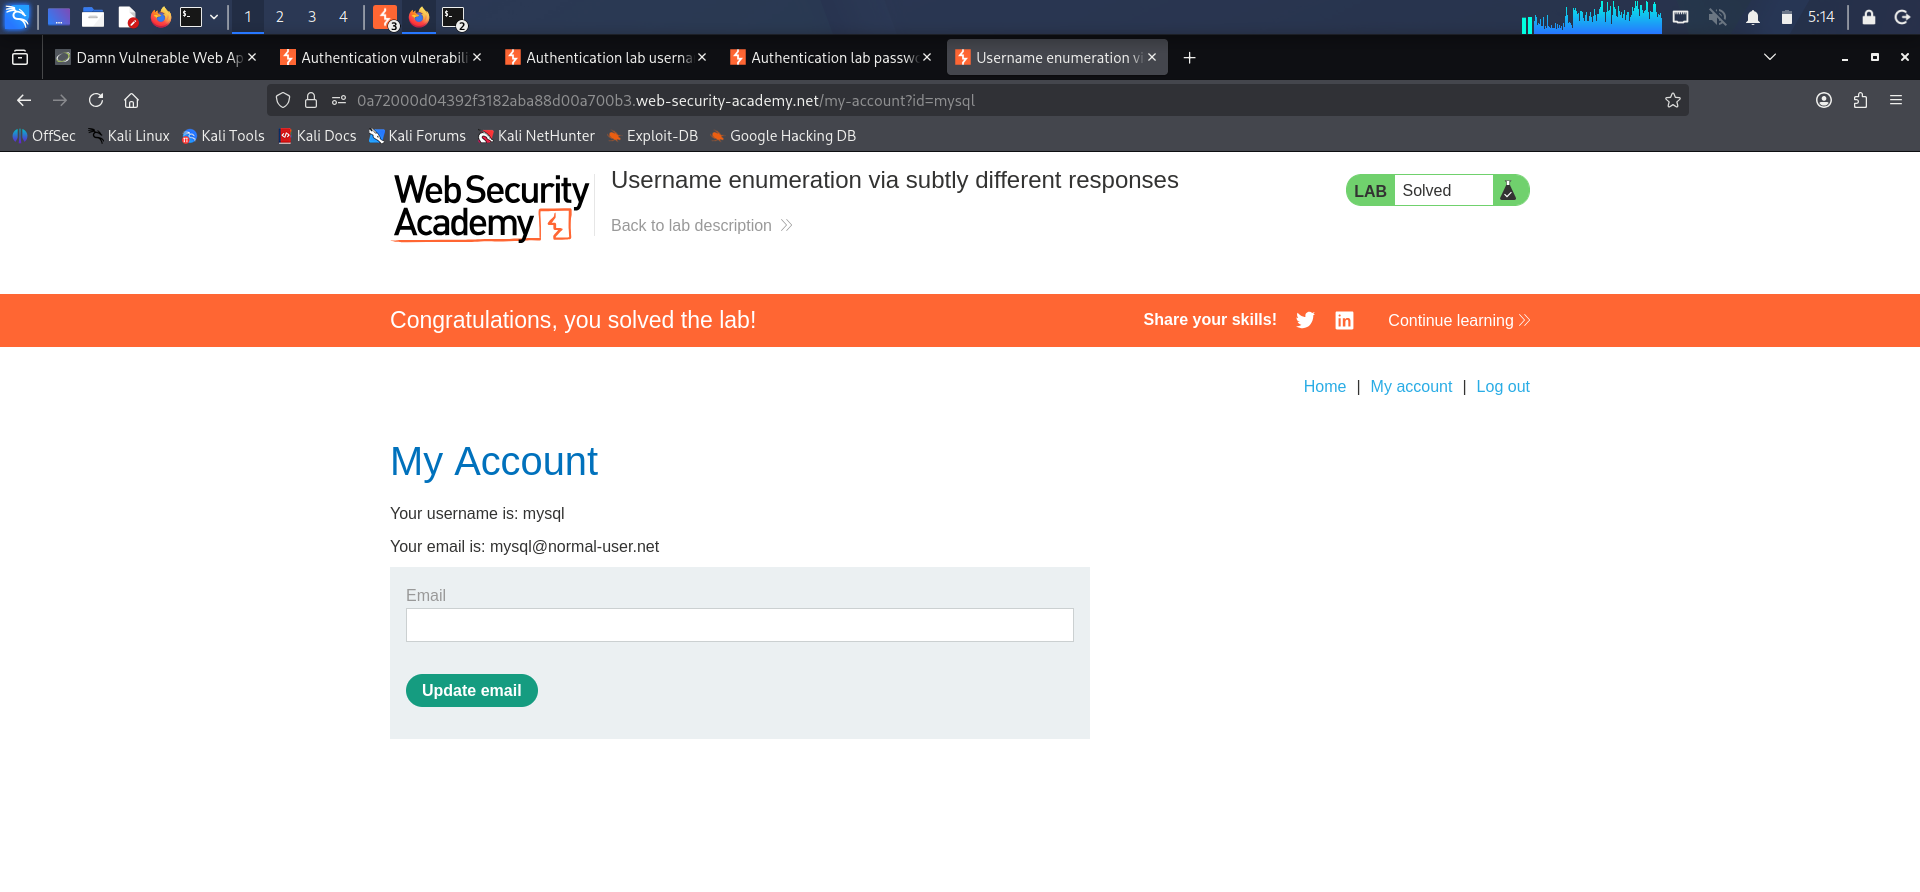 1 2 3 4 3 2 5:14
Damn Vulnerable Web Ap Authentication vulnerabili Authentication lab userna Authentication lab passwo Username enumeration vi
0a72000d04392f3182aba88d00a700b3.web-security-academy.net/my-account?id=mysql
OffSec Kali Linux Kali Tools Kali Docs Kali Forums Kali NetHunter Exploit-DB Google Hacking DB
Web Security
Academy
Username enumeration via subtly different responses
LAB Solved
Back to lab description
Congratulations, you solved the lab! Share your skills! Continue learning
Home | My account | Log out
My Account
Your username is: mysql
Your email is: mysql@normal-user.net
Email
Update email